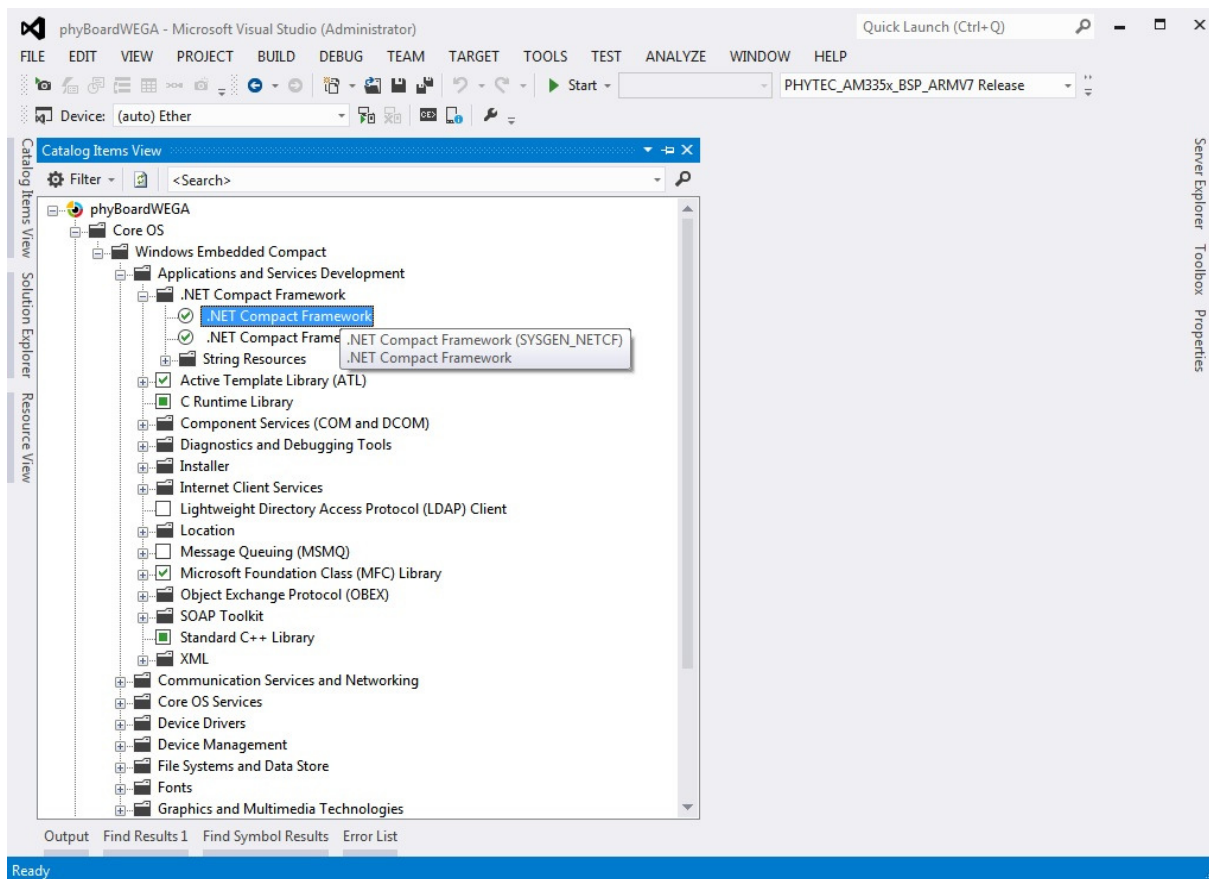 phyBoardWEGA - Microsoft Visual Studio (Administrator)
Quick Launch (Ctrl+Q)
FILE EDIT VIEW PROJECT BUILD DEBUG TEAM TARGET TOOLS TEST ANALYZE WINDOW HELP
Start
PHYTEC_AM335x_BSP_ARMV7 Release
Device: (auto) Ether
CE>
Catalog Items View
Solution Explorer
Resource View
Catalog Items View
Filter
<Search>
phyBoardWEGA
Core OS
Windows Embedded Compact
Applications and Services Development
.NET Compact Framework
.NET Compact Framework
.NET Compact Frame
.NET Compact Framework (SYSGEN_NETCF)
.NET Compact Framework
String Resources
Active Template Library (ATL)
C Runtime Library
Component Services (COM and DCOM)
Diagnostics and Debugging Tools
Installer
Internet Client Services
Lightweight Directory Access Protocol (LDAP) Client
Location
Message Queuing (MSMQ)
Microsoft Foundation Class (MFC) Library
Object Exchange Protocol (OBEX)
SOAP Toolkit
Standard C++ Library
XML
Communication Services and Networking
Core OS Services
Device Drivers
Device Management
File Systems and Data Store
Fonts
Graphics and Multimedia Technologies
Server Explorer
Toolbox
Properties
Output Find Results 1 Find Symbol Results Error List
Ready